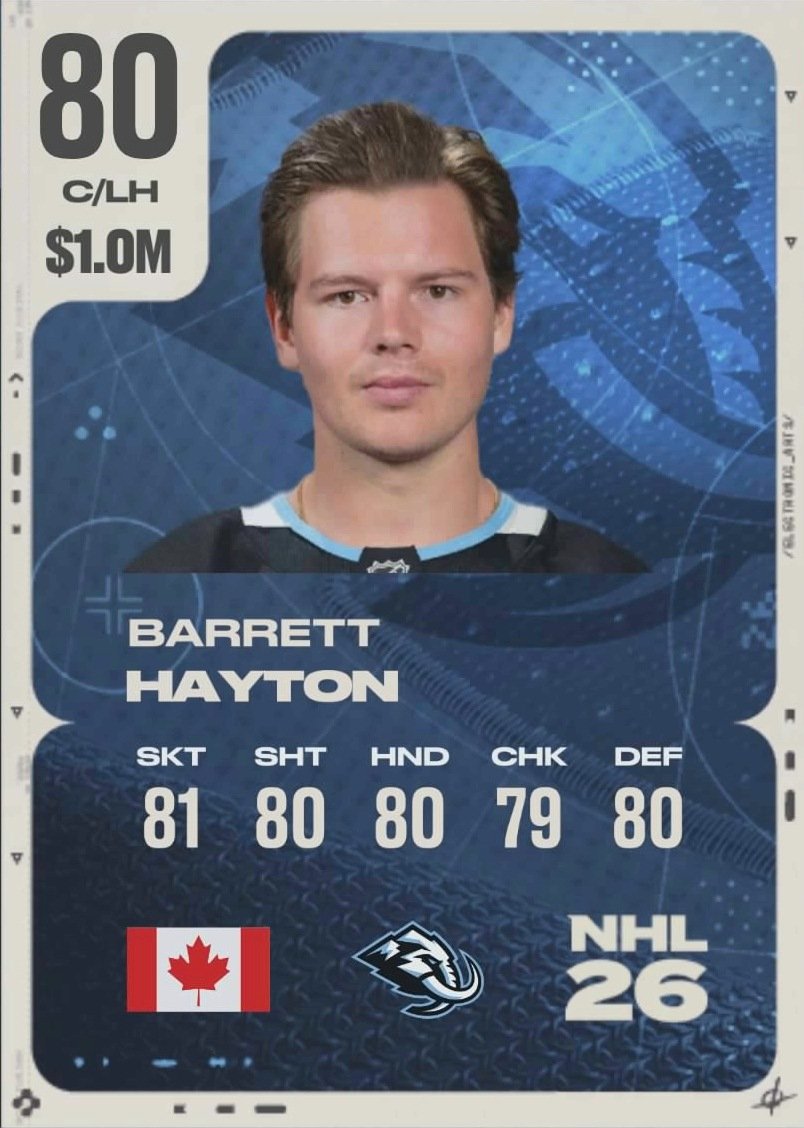 80
C/LH
$1.0M
BARRETT
HAYTON
SKT SHT HND CHK DEF
81 80 80 79 80
NHL
26